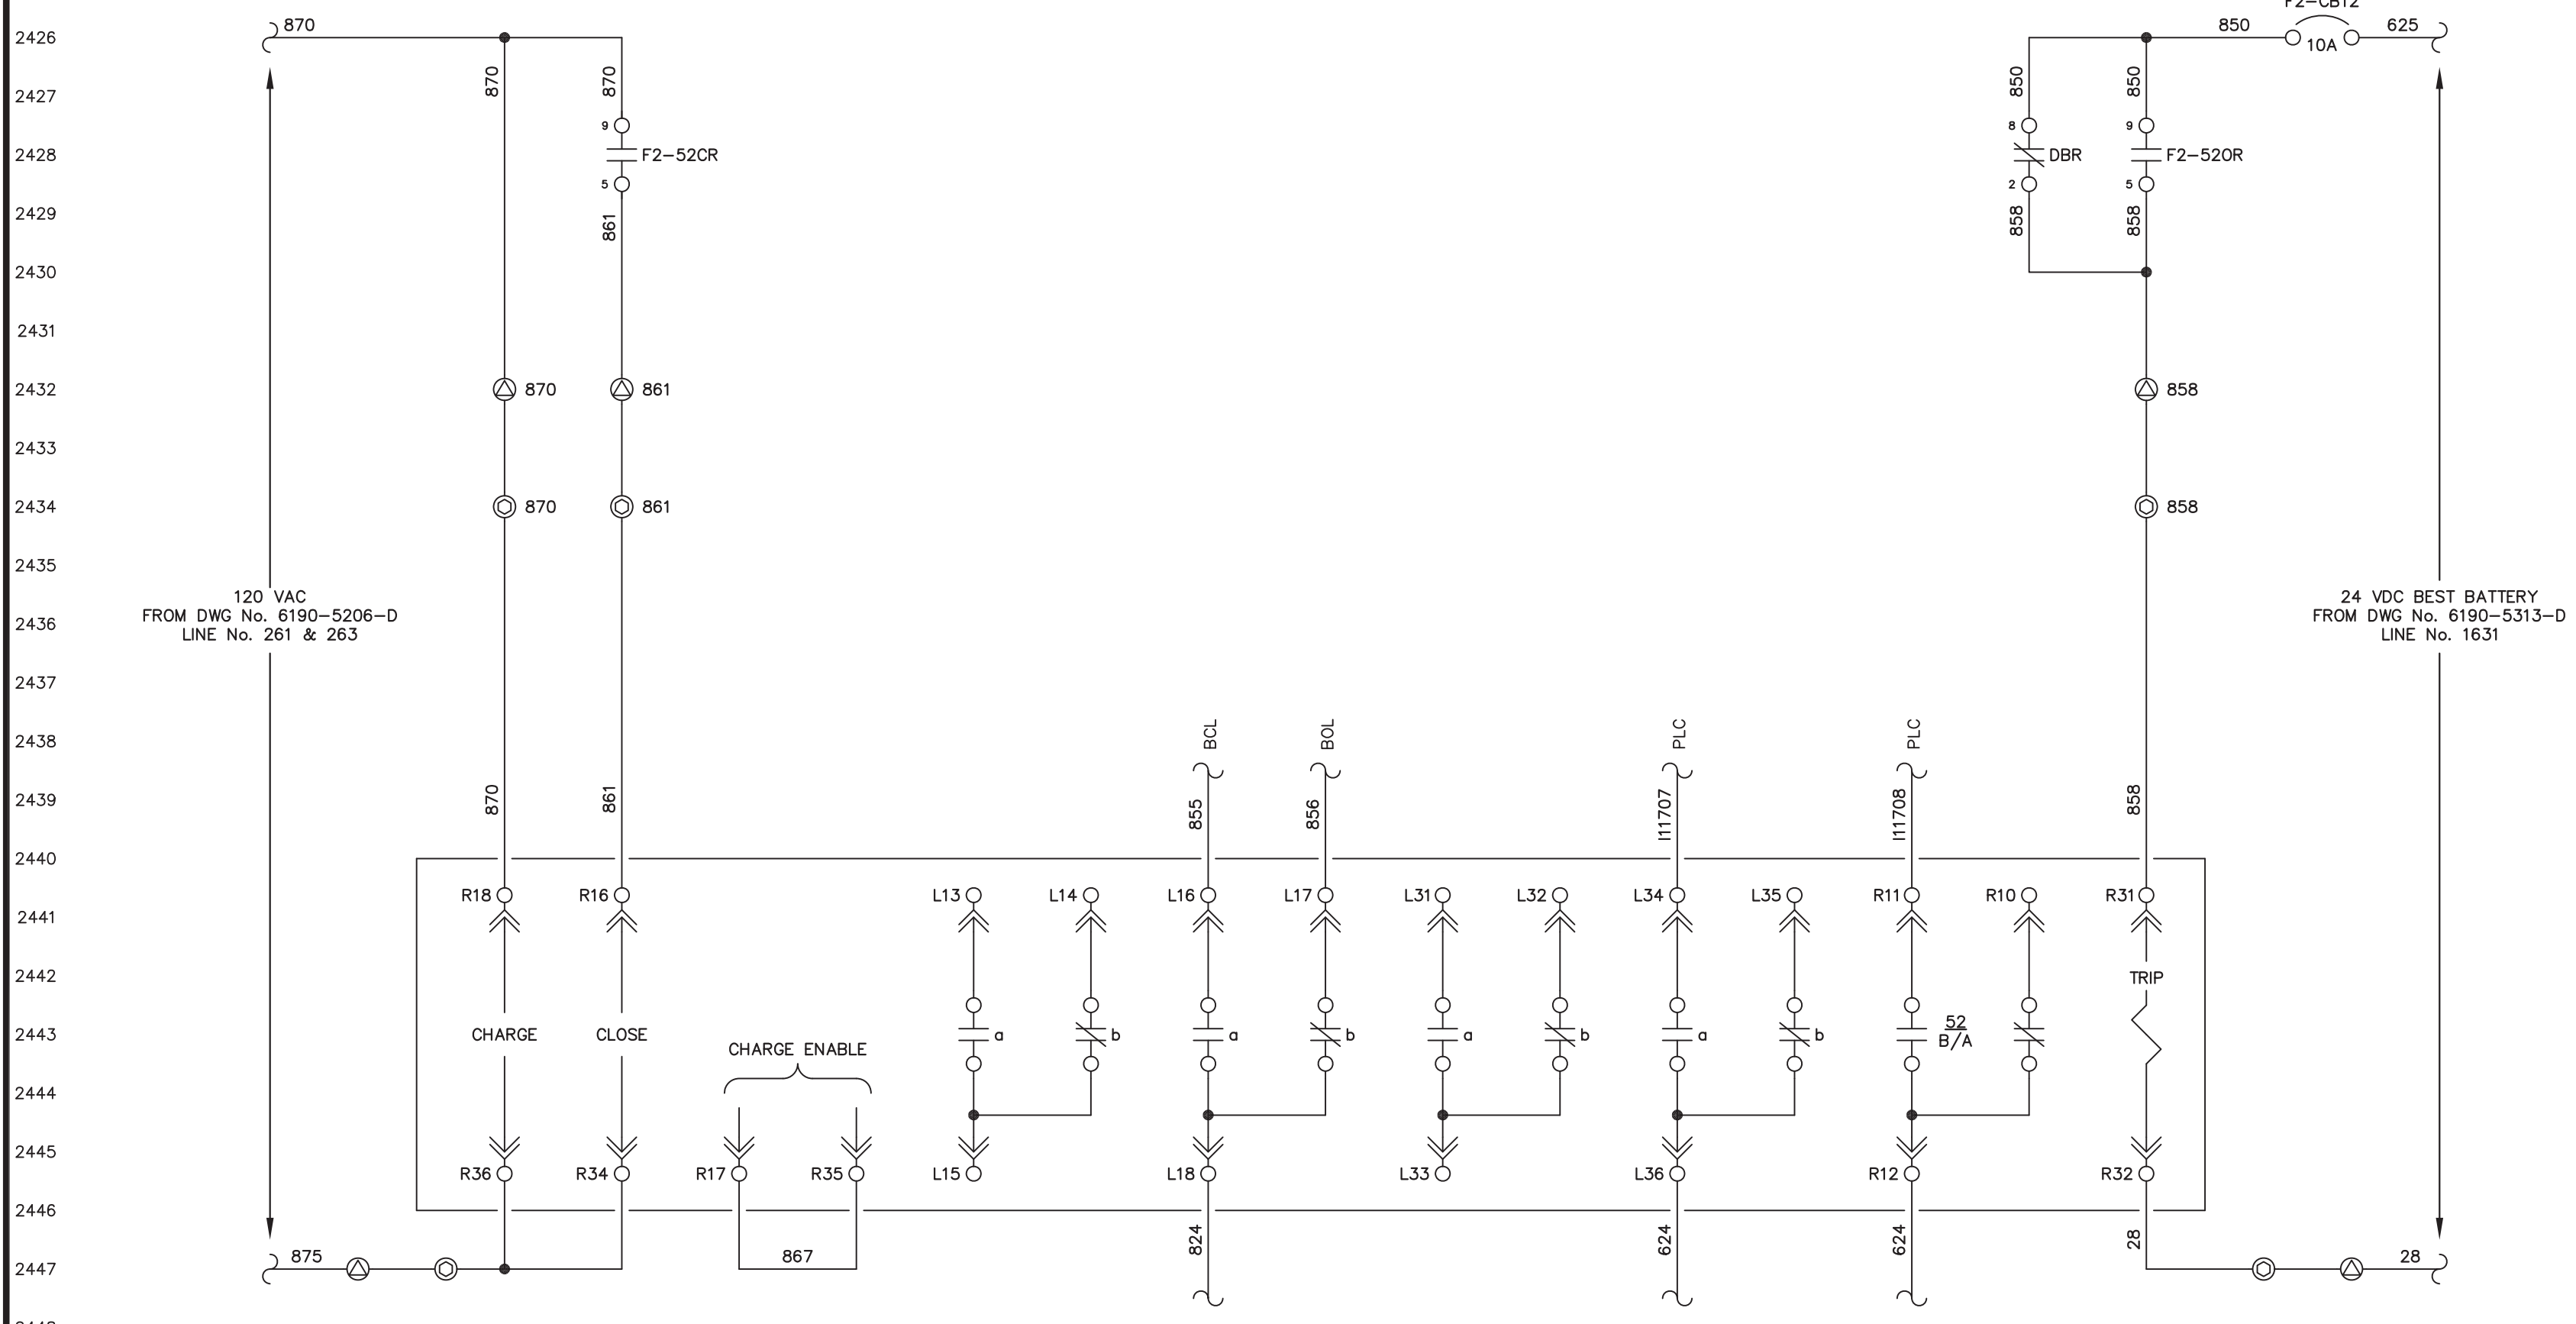 F2-CB12
2426
870
850
10A
625
870
870
850
850
2427
9
8
9
2428
F2-52CR
DBR
F2-52OR
5
2
5
2429
861
858
858
2430
2431
2432
870
861
858
2433
2434
870
861
858
2435
120 VAC
FROM DWG No. 6190-5206-D
LINE No. 261 & 263
24 VDC BEST BATTERY
FROM DWG No. 6190-5313-D
LINE No. 1631
2436
2437
2438
BCL
BOL
PLC
PLC
2439
870
861
855
856
I11707
I11708
858
2440
R18
R16
L13
L14
L16
L17
L31
L32
L34
L35
R11
R10
R31
2441
2442
TRIP
2443
CHARGE
CLOSE
a
b
a
b
a
b
a
b
52
B/A
CHARGE ENABLE
2444
2445
R36
R34
R17
R35
L15
L18
L33
L36
R12
R32
2446
824
624
624
28
2447
875
867
28